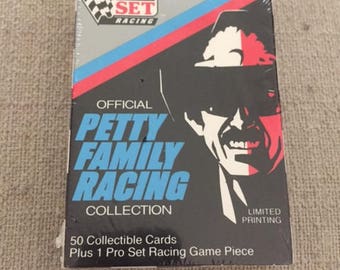 SET
RACING
OFFICIAL
PETTY
FAMILY
RACING
COLLECTION
LIMITED
PRINTING
50 Collectible Cards
Plus 1 Pro Set Racing Game Piece